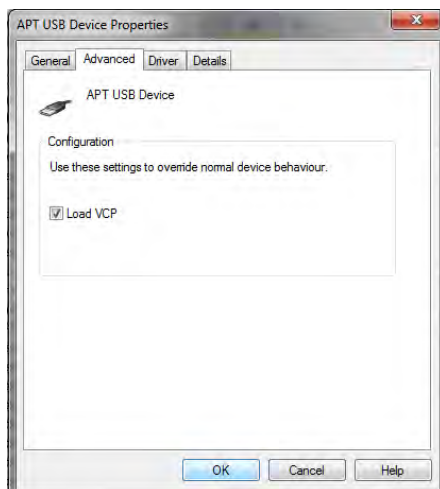 APT USB Device Properties
General Advanced Driver Details
APT USB Device
Configuration
Use these settings to override normal device behaviour.
Load VCP
OK Cancel Help